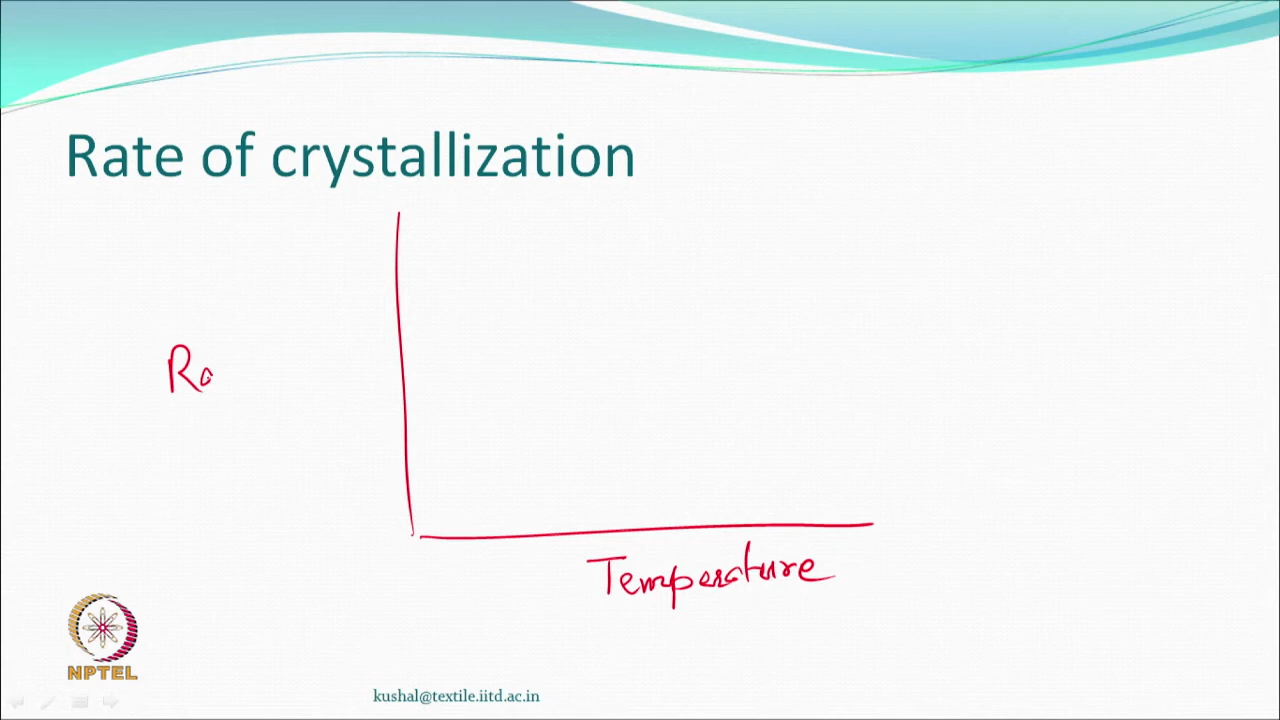 Rate of crystallization
Ra
Temperature
NPTEL
kushal@textile.iitd.ac.in